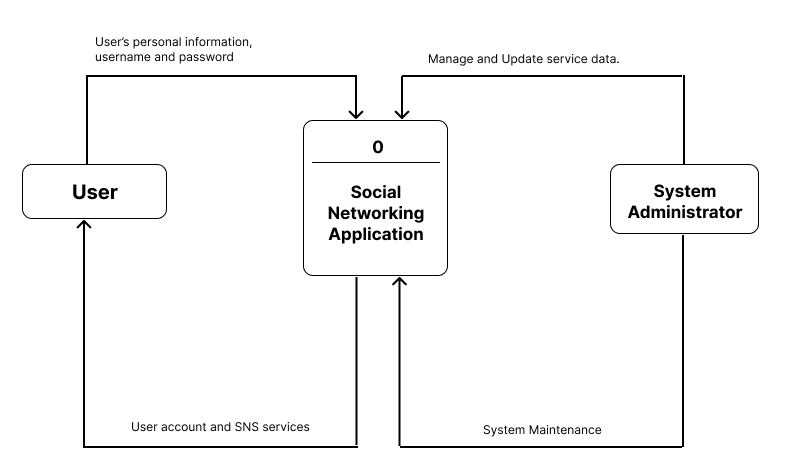 User's personal information,
username and password
Manage and Update service data.
0
User
Social
Networking
Application
System
Administrator
User account and SNS services
System Maintenance